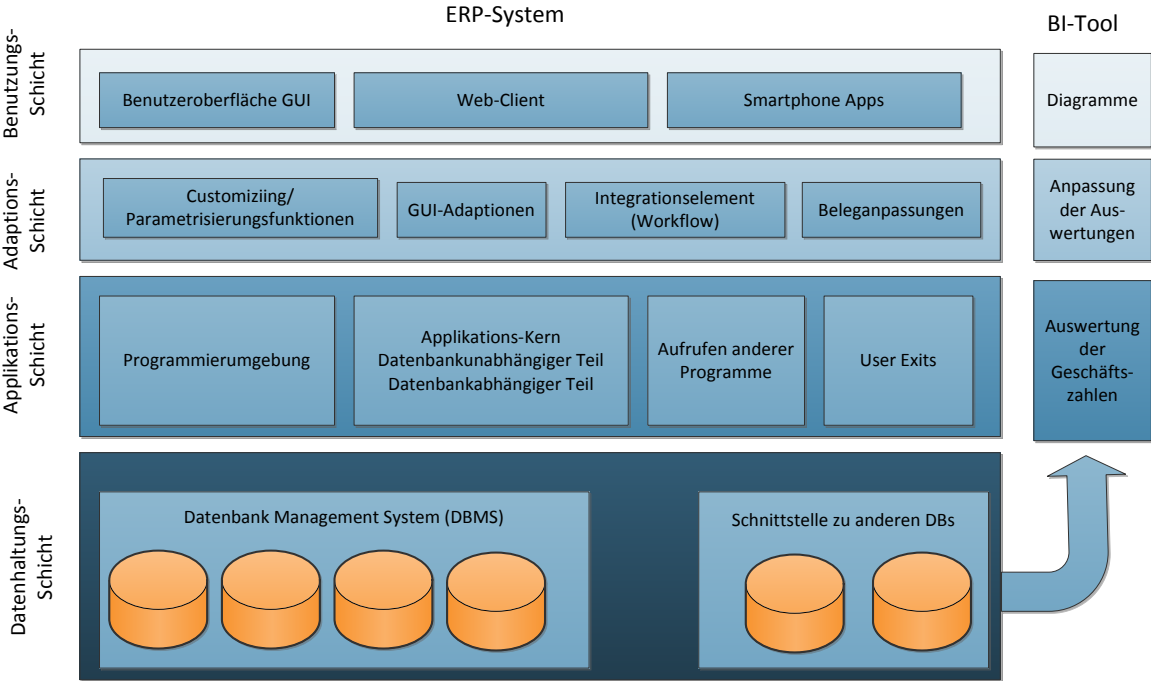 ERP-System
BI-Tool
Benutzungs-
Schicht
Benutzeroberfläche GUI
Web-Client
Smartphone Apps
Diagramme
Adaptions-
Schicht
Customiziing/
Parametrisierungsfunktionen
GUI-Adaptionen
Integrationselement
(Workflow)
Beleganpassungen
Anpassung
der Aus-
wertungen
Applikations-
Schicht
Programmierumgebung
Applikations-Kern
Datenbankunabhängiger Teil
Datenbankabhängiger Teil
Aufrufen anderer
Programme
User Exits
Auswertung
der
Geschäfts-
zahlen
Datenhaltungs-
Schicht
Datenbank Management System (DBMS)
Schnittstelle zu anderen DBs